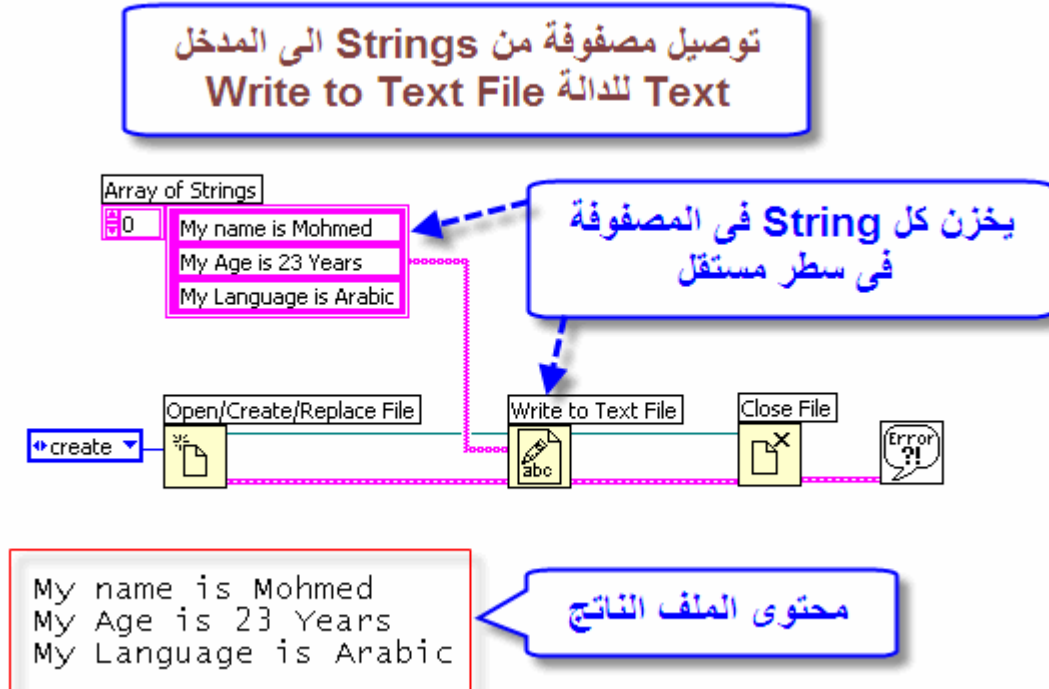 توصيل مصفوفة من Strings الى المدخل
Text للدالة Write to Text File
Array of Strings
0
My name is Mohmed
My Age is 23 Years
My Language is Arabic
يخزن كل String فى المصفوفة
فى سطر مستقل
Open/Create/Replace File
Write to Text File
Close File
create
abc
Error
?!
My name is Mohmed
My Age is 23 Years
My Language is Arabic
محتوى الملف الناتج